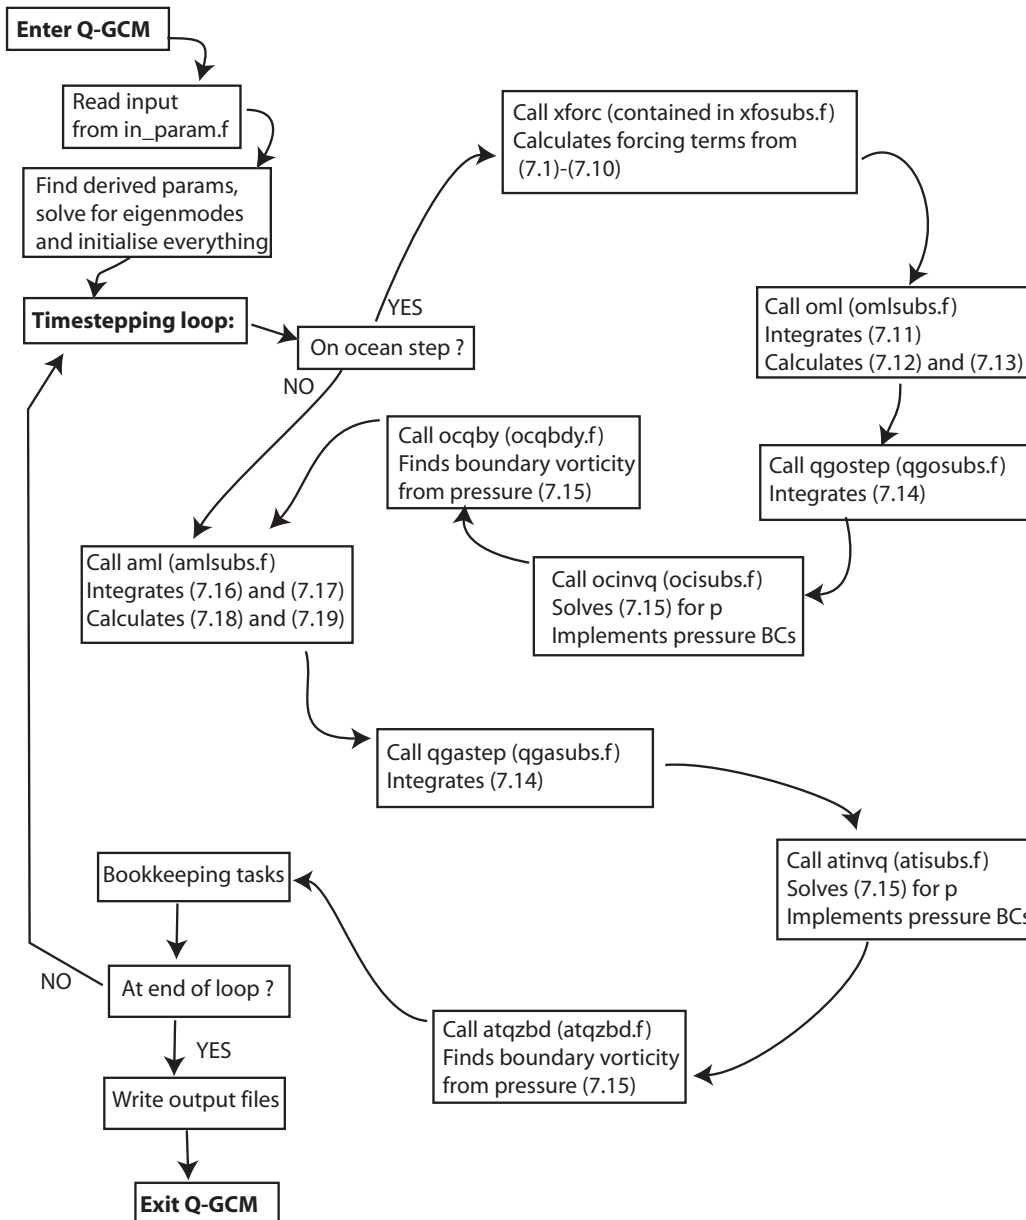 Enter Q-GCM
Read input
from in_param.f
Find derived params,
solve for eigenmodes
and initialise everything
Timestepping loop:
On ocean step ?
YES
NO
Call xforc (contained in xfosubs.f)
Calculates forcing terms from
(7.1)-(7.10)
Call oml (omlsubs.f)
Integrates (7.11)
Calculates (7.12) and (7.13)
Call qgostep (qgosubs.f)
Integrates (7.14)
Call ocinvq (ocisubs.f)
Solves (7.15) for p
Implements pressure BCs
Call ocqby (ocqbdy.f)
Finds boundary vorticity
from pressure (7.15)
Call aml (amlsubs.f)
Integrates (7.16) and (7.17)
Calculates (7.18) and (7.19)
Call qgastep (qgasubs.f)
Integrates (7.14)
Call atinvq (atisubs.f)
Solves (7.15) for p
Implements pressure BCs
Call atqzbd (atqzbd.f)
Finds boundary vorticity
from pressure (7.15)
Bookkeeping tasks
At end of loop ?
NO
YES
Write output files
Exit Q-GCM